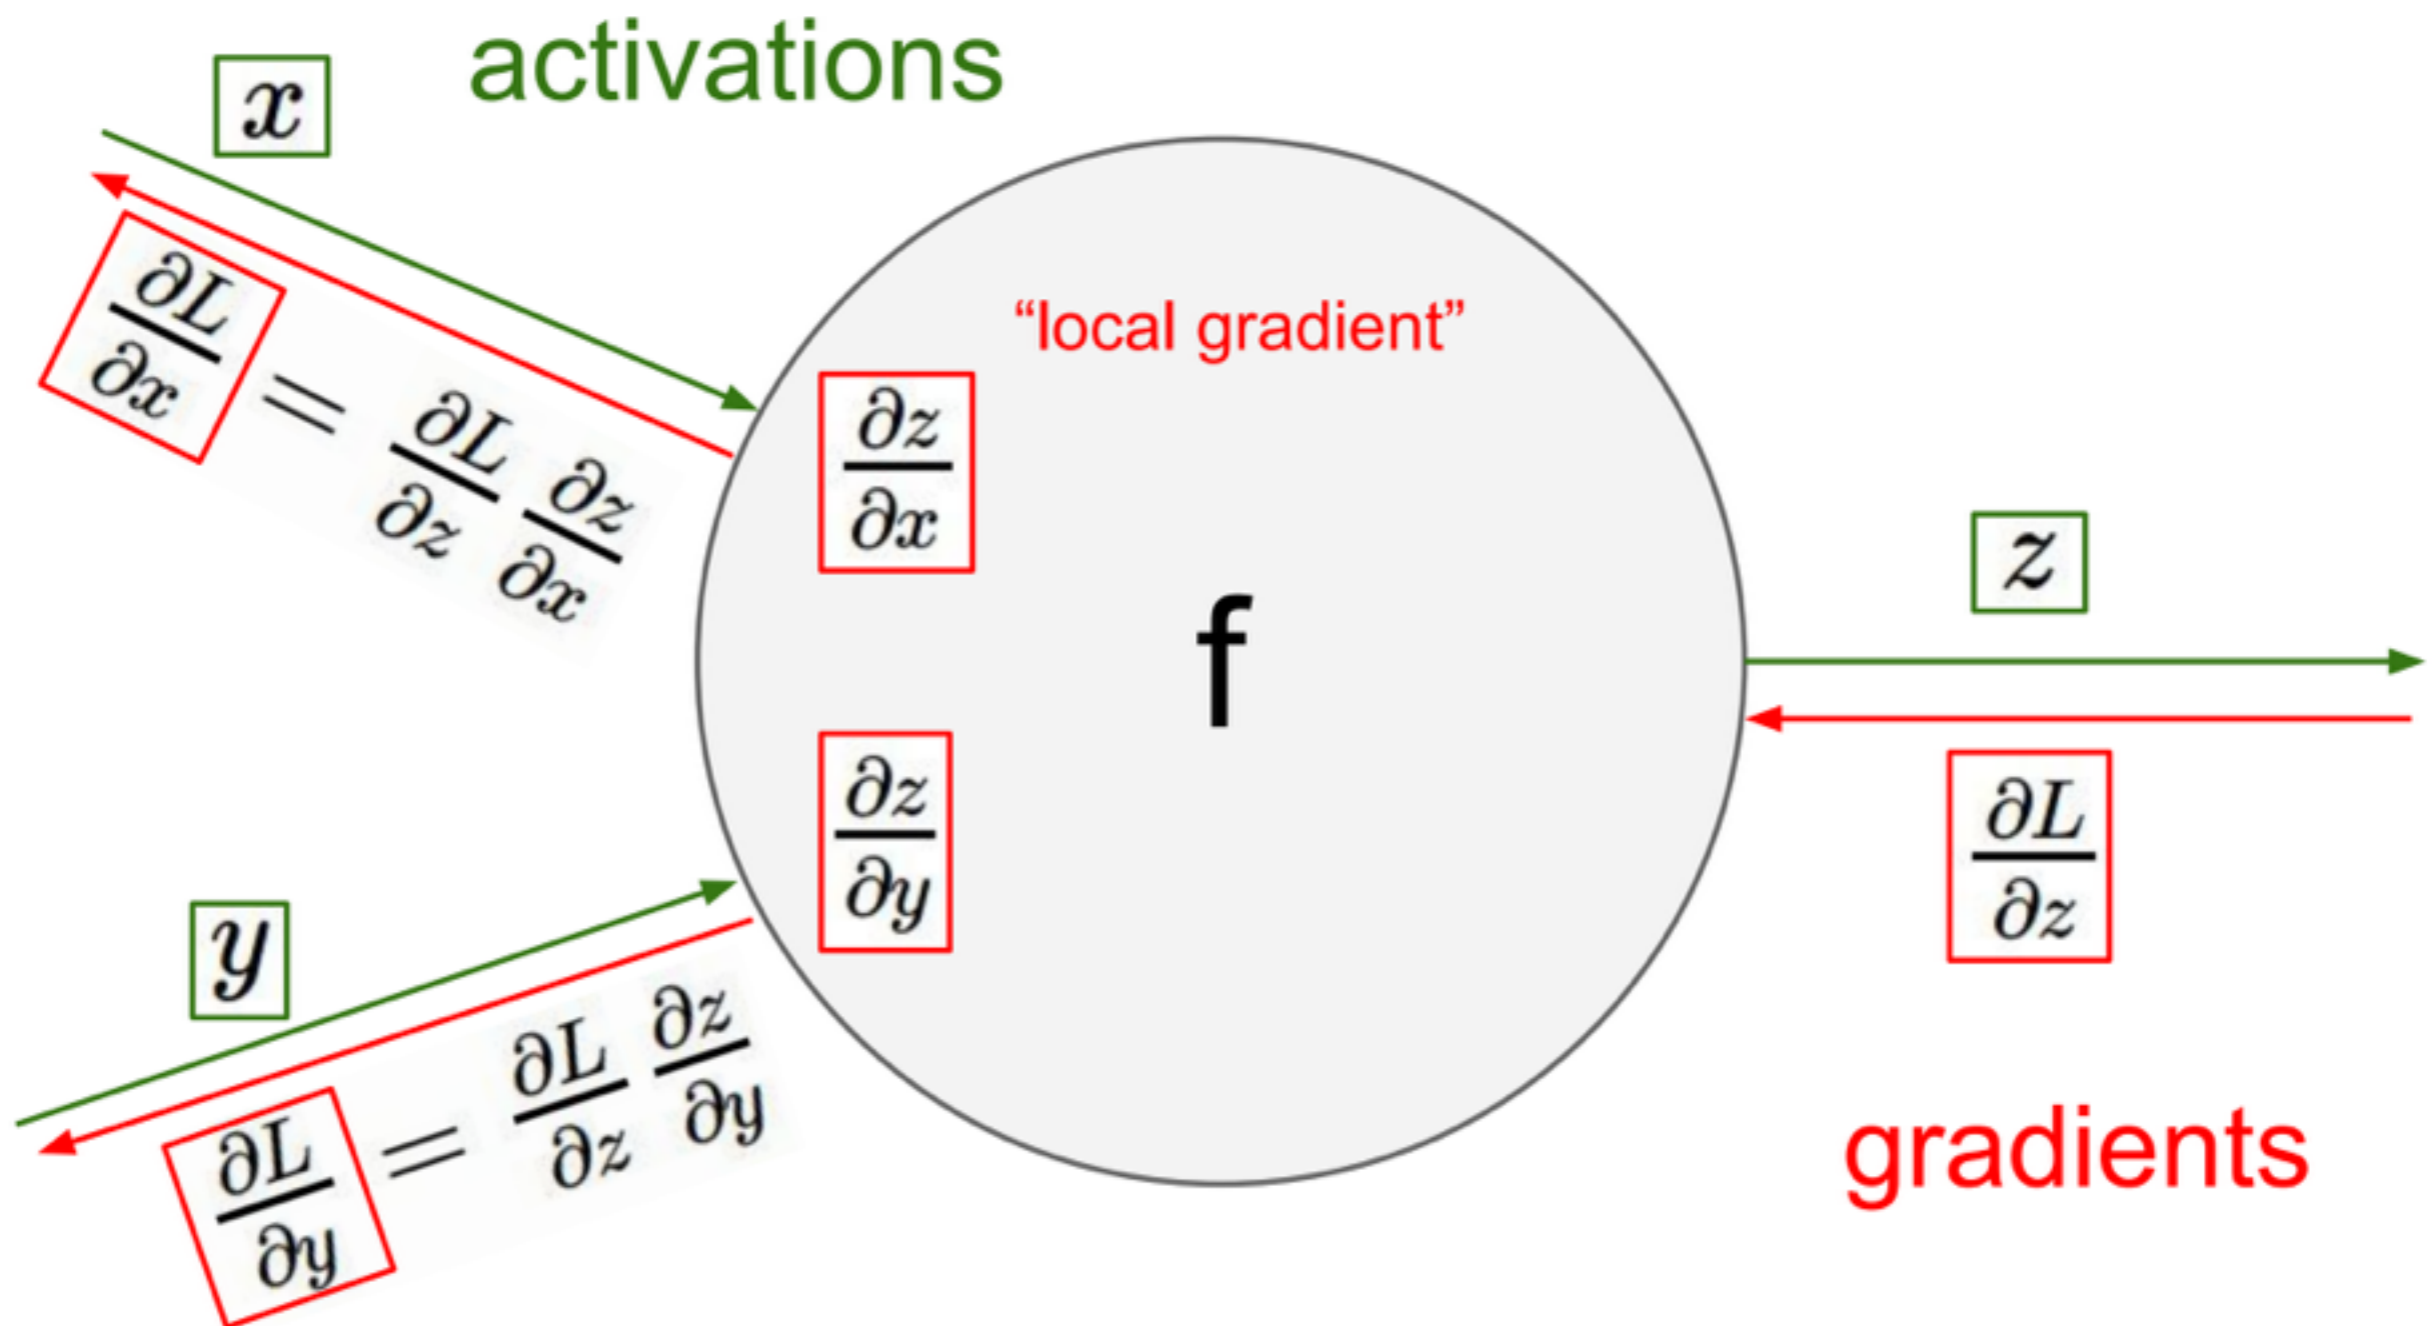 activations
x
∂L/∂x = ∂L/∂z ∂z/∂x
“local gradient”
∂z/∂x
f
z
∂z/∂y
∂L/∂z
y
∂L/∂y = ∂L/∂z ∂z/∂y
gradients